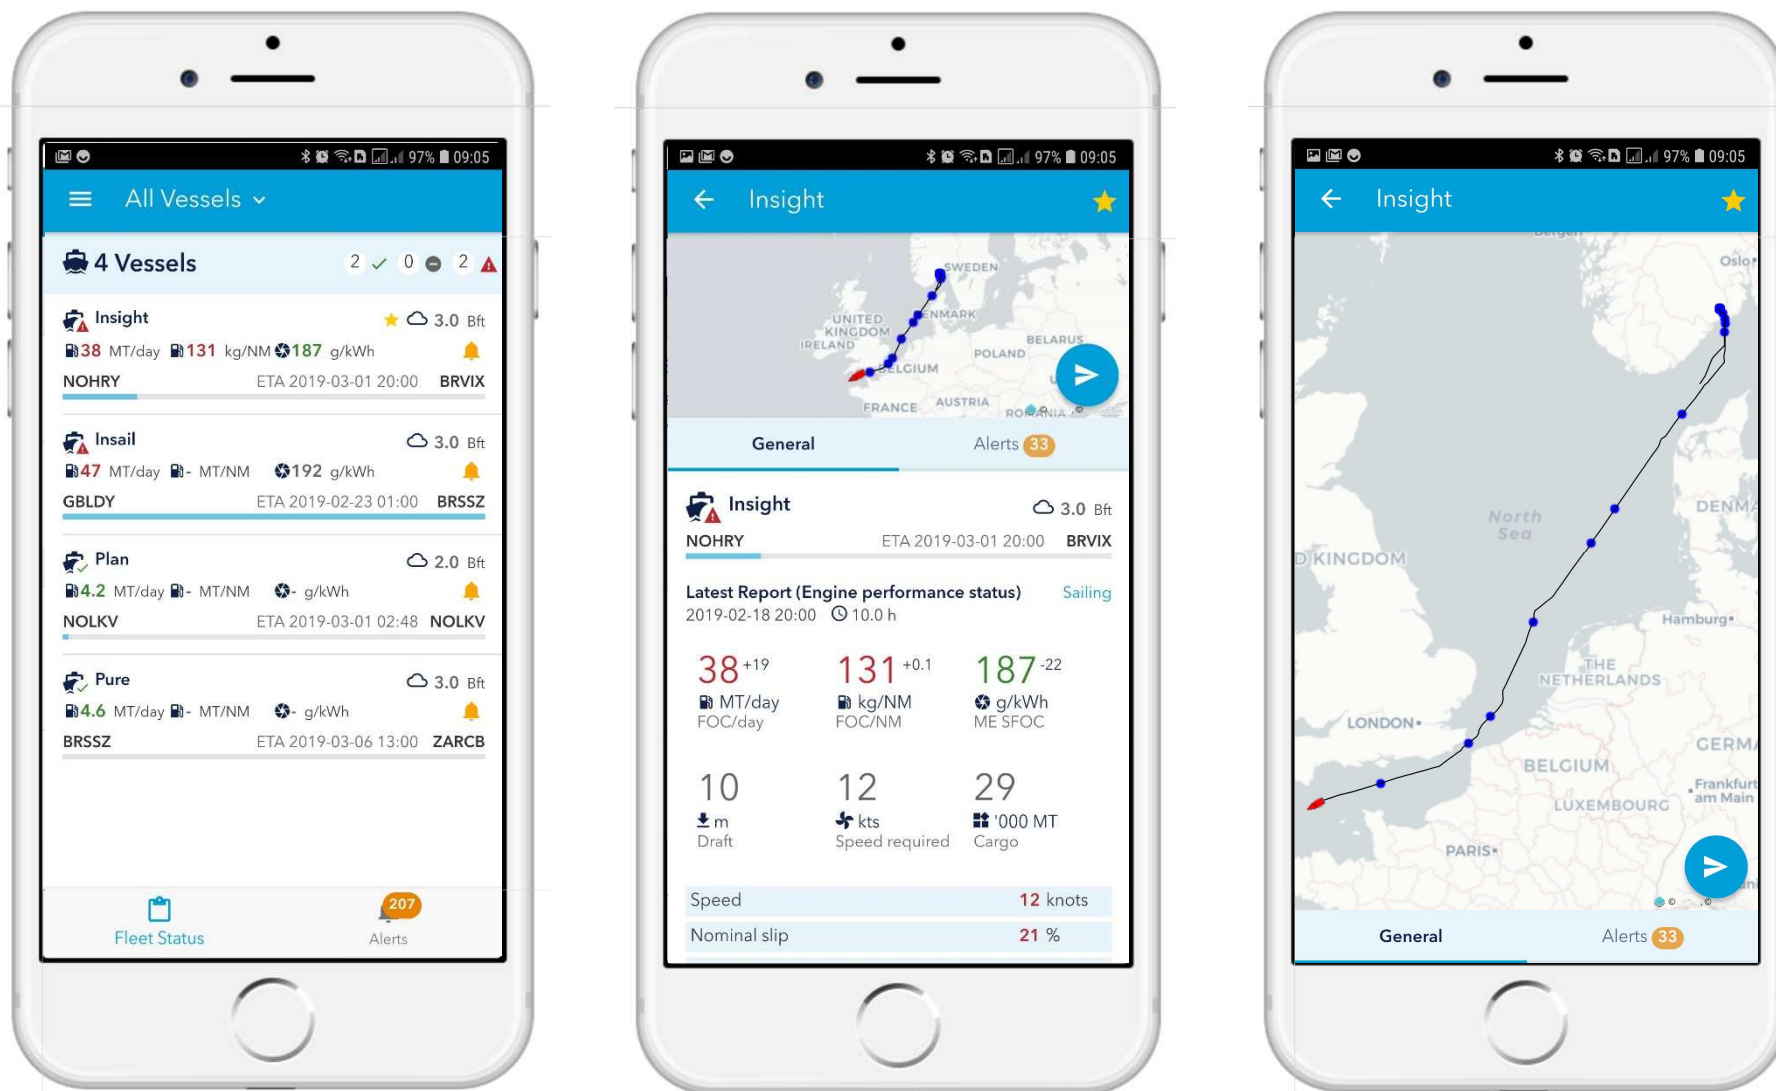 97% 09:05
All Vessels
4 Vessels 2 0 2
Insight 3.0 Bft
38 MT/day 131 kg/NM 187 g/kWh
NOHRY ETA 2019-03-01 20:00 BRVIX
Insail 3.0 Bft
47 MT/day - MT/NM 192 g/kWh
GBLDY ETA 2019-02-23 01:00 BRSSZ
Plan 2.0 Bft
4.2 MT/day - MT/NM - g/kWh
NOLKV ETA 2019-03-01 02:48 NOLKV
Pure 3.0 Bft
4.6 MT/day - MT/NM - g/kWh
BRSSZ ETA 2019-03-06 13:00 ZARCB
207
Fleet Status Alerts
97% 09:05
Insight
SWEDEN
UNITED
KINGDOM
IRELAND
DENMARK
BELARUS
POLAND
BELGIUM
FRANCE AUSTRIA
ROMANIA
© ©
General Alerts 33
Insight 3.0 Bft
NOHRY ETA 2019-03-01 20:00 BRVIX
Latest Report (Engine performance status) Sailing
2019-02-18 20:00 10.0 h
38 +19 131 +0.1 187 -22
MT/day kg/NM g/kWh
FOC/day FOC/NM ME SFOC
10 12 29
m kts '000 MT
Draft Speed required Cargo
Speed 12 knots
Nominal slip 21 %
97% 09:05
Insight
Bergen
Oslo
North
Sea
DENMA
D KINGDOM
Hamburg
THE
NETHERLANDS
LONDON
GERMA
BELGIUM
LUXEMBOURG
Frankfurt
am Main
PARIS
© ©
General Alerts 33